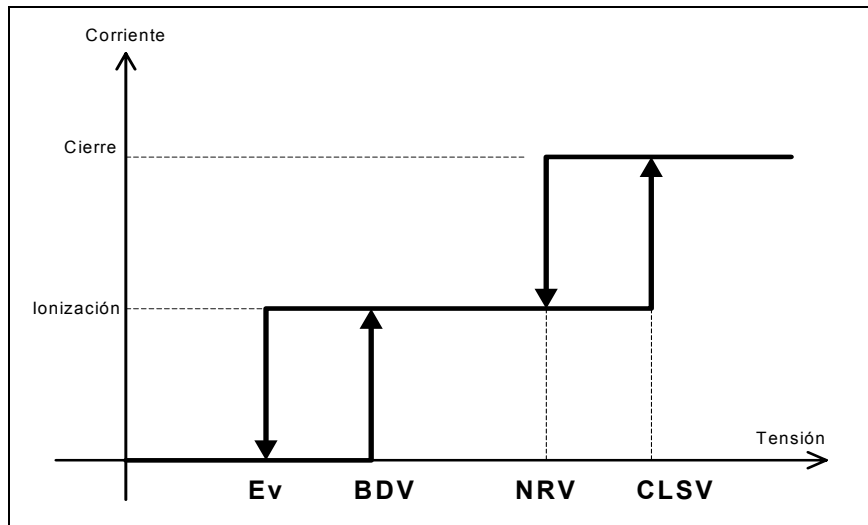 Corriente
Cierre
Ionización
Tensión
Ev BDV NRV CLSV